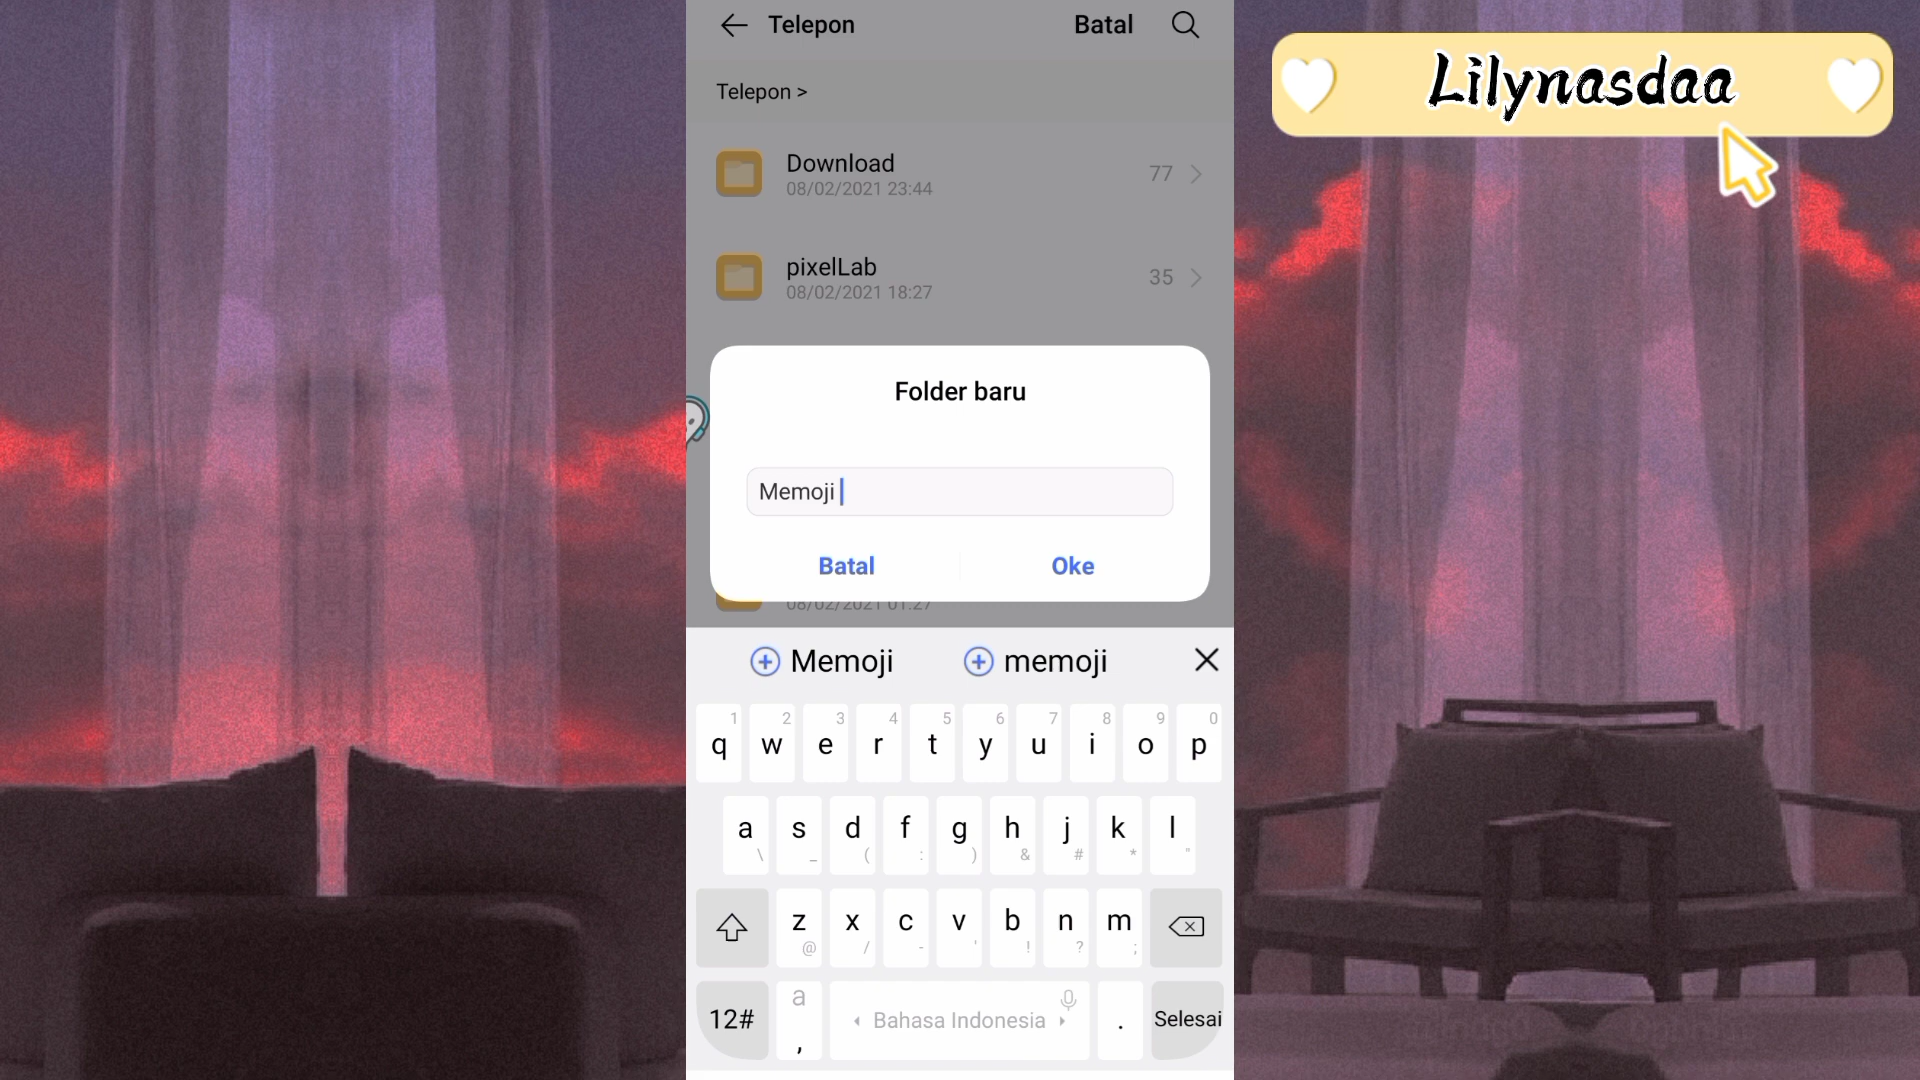 Telepon
Batal
Lilynasdaa
Telepon >
Download
08/02/2021 23:44
77
pixelLab
08/02/2021 18:27
35
Folder baru
Memoji
Batal
Oke
08/02/2021 01:27
Memoji
memoji
1 2 3 4 5 6 7 8 9 0
q w e r t y u i o p
a s d f g h j k l
\ _ ( : ) & # * "
z x c v b n m
@ / - ' ! ? ;
12#
a
,
Bahasa Indonesia
.
Selesai